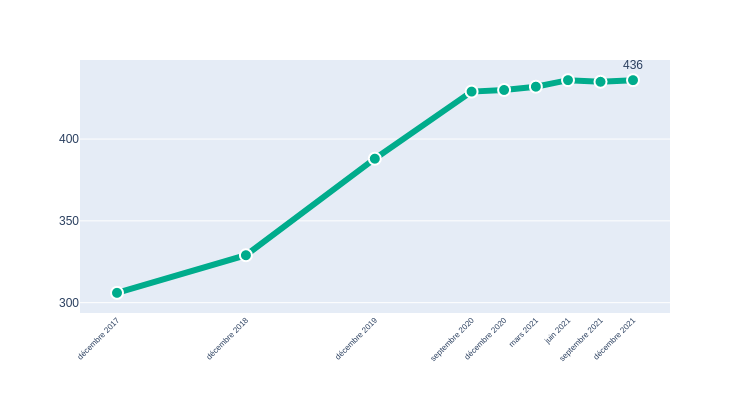 436
400
350
300
décembre 2017
décembre 2018
décembre 2019
septembre 2020
décembre 2020
mars 2021
juin 2021
septembre 2021
décembre 2021